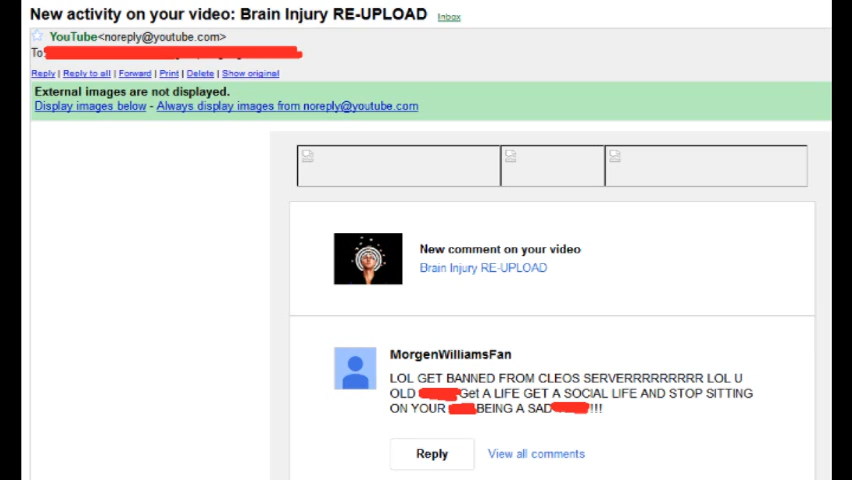 New activity on your video: Brain Injury RE-UPLOAD Inbox
YouTube<noreply@youtube.com>
To:
Reply | Reply to all | Forward | Print | Delete | Show original
External images are not displayed.
Display images below - Always display images from noreply@youtube.com
New comment on your video
Brain Injury RE-UPLOAD
MorgenWilliamsFan
LOL GET BANNED FROM CLEOS SERVERRRRRRRRR LOL U
OLD Get A LIFE GET A SOCIAL LIFE AND STOP SITTING
ON YOUR BEING A SAD !!!
Reply View all comments